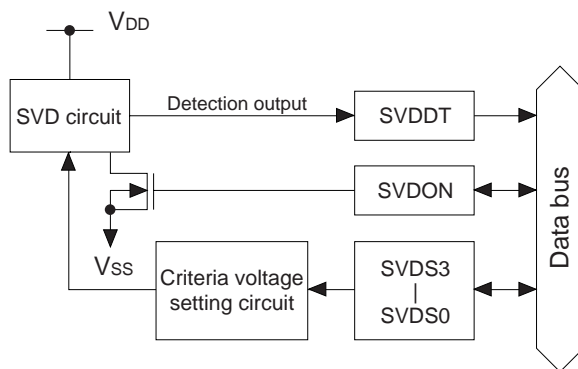 VDD
SVD circuit
Detection output
SVDDT
SVDON
VSS
Criteria voltage
setting circuit
SVDS3
|
SVDS0
Data bus